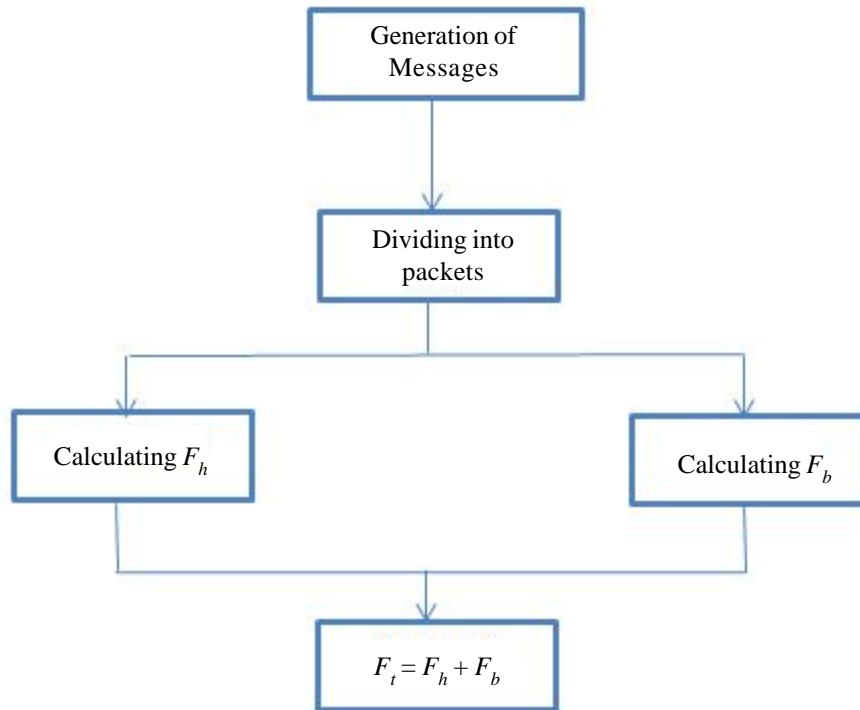 Generation of
Messages
Dividing into
packets
Calculating F_h
Calculating F_b
F_t = F_h + F_b